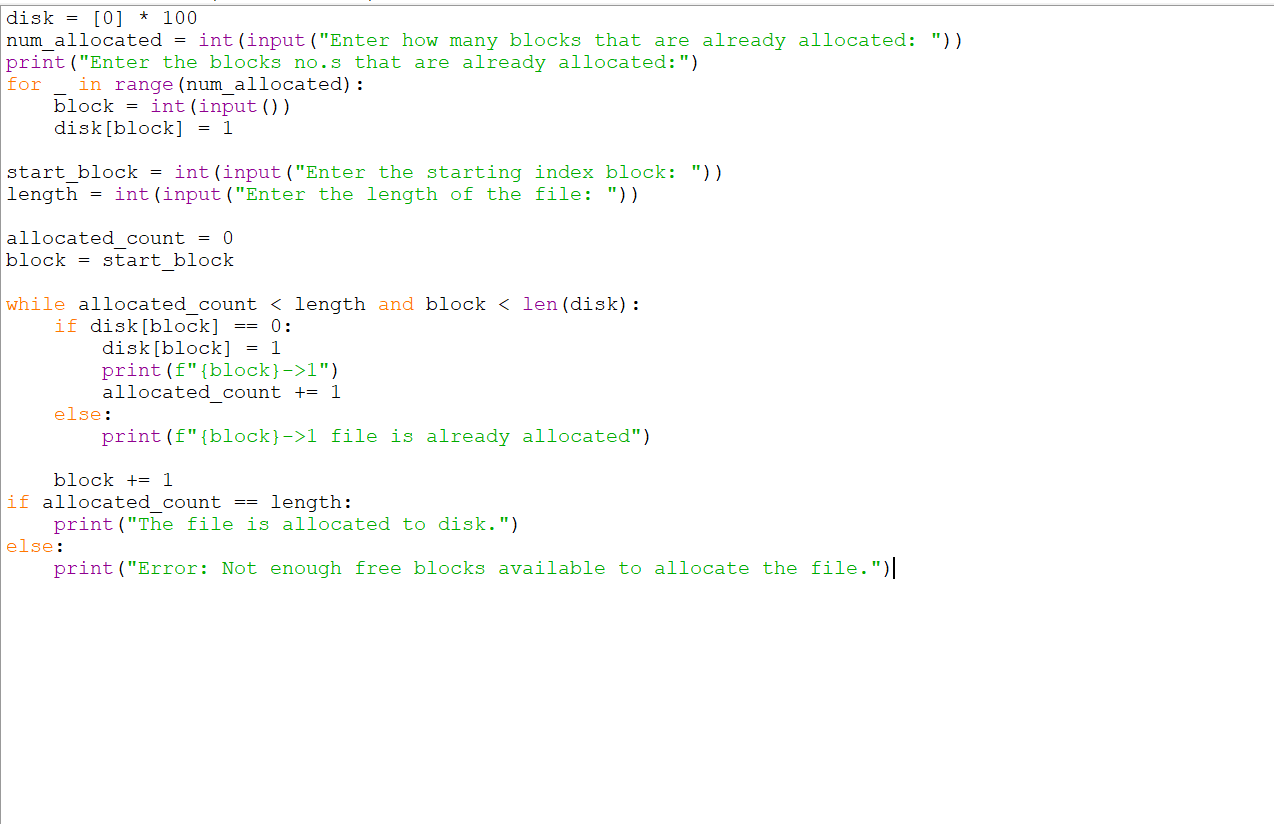 disk = [0] * 100
num_allocated = int(input("Enter how many blocks that are already allocated: "))
print("Enter the blocks no.s that are already allocated:")
for _ in range(num_allocated):
    block = int(input())
    disk[block] = 1

start_block = int(input("Enter the starting index block: "))
length = int(input("Enter the length of the file: "))

allocated_count = 0
block = start_block

while allocated_count < length and block < len(disk):
    if disk[block] == 0:
        disk[block] = 1
        print(f"{block}->1")
        allocated_count += 1
    else:
        print(f"{block}->1 file is already allocated")

    block += 1
if allocated_count == length:
    print("The file is allocated to disk.")
else:
    print("Error: Not enough free blocks available to allocate the file.")